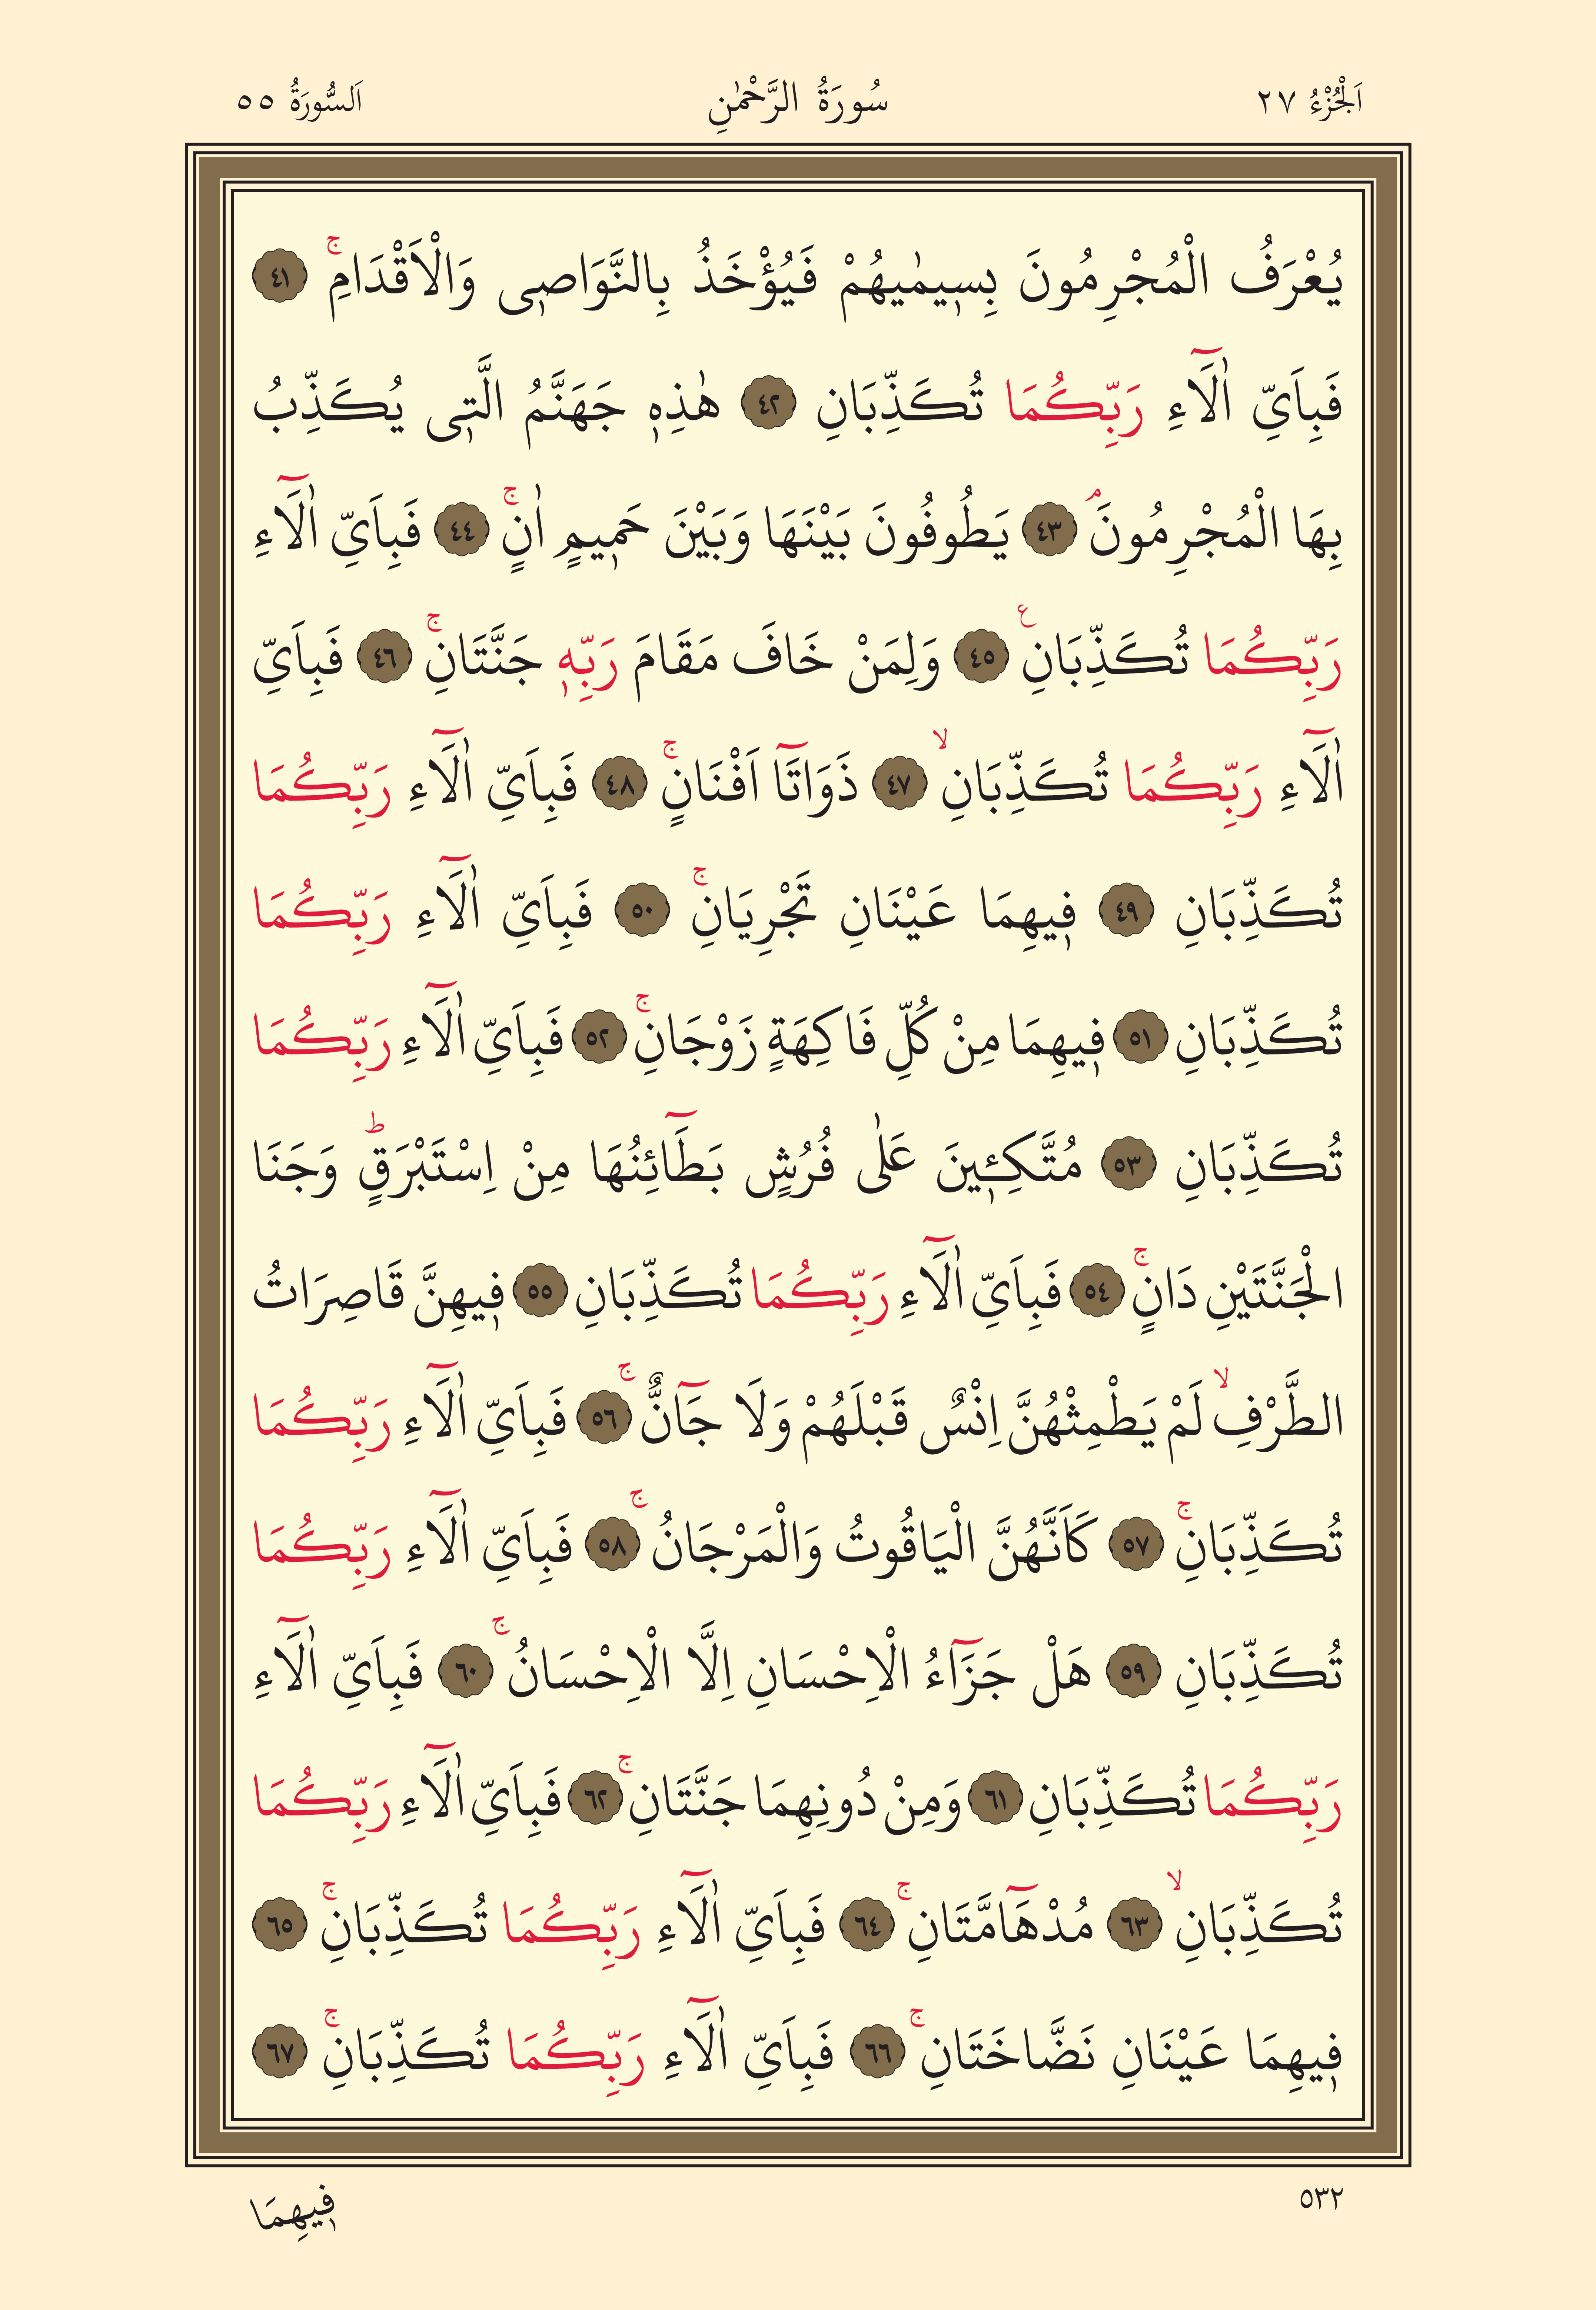 اَلْجُزْءُ ٢٧ سُورَةُ الرَّحْمٰنِ اَلسُّورَةُ ٥٥
يُعْرَفُ الْمُجْرِمُونَ بِس۪يمٰيهُمْ فَيُؤْخَذُ بِالنَّوَاص۪ى وَالْاَقْدَامِۚ ٤١
فَبِاَىِّ اٰلَٓاءِ رَبِّكُمَا تُكَذِّبَانِ ٤٢ هٰذِه۪ جَهَنَّمُ الَّت۪ى يُكَذِّبُ
بِهَا الْمُجْرِمُونَۢ ٤٣ يَطُوفُونَ بَيْنَهَا وَبَيْنَ حَم۪يمٍ اٰنٍۚ ٤٤ فَبِاَىِّ اٰلَٓاءِ
رَبِّكُمَا تُكَذِّبَانِ ع ٤٥ وَلِمَنْ خَافَ مَقَامَ رَبِّه۪ جَنَّتَانِۚ ٤٦ فَبِاَىِّ
اٰلَٓاءِ رَبِّكُمَا تُكَذِّبَانِۙ ٤٧ ذَوَاتَٓا اَفْنَانٍۚ ٤٨ فَبِاَىِّ اٰلَٓاءِ رَبِّكُمَا
تُكَذِّبَانِ ٤٩ ف۪يهِمَا عَيْنَانِ تَجْرِيَانِۚ ٥٠ فَبِاَىِّ اٰلَٓاءِ رَبِّكُمَا
تُكَذِّبَانِ ٥١ ف۪يهِمَا مِنْ كُلِّ فَاكِهَةٍ زَوْجَانِۚ ٥٢ فَبِاَىِّ اٰلَٓاءِ رَبِّكُمَا
تُكَذِّبَانِ ٥٣ مُتَّكِـ۪ٔينَ عَلٰى فُرُشٍ بَطَٓائِنُهَا مِنْ اِسْتَبْرَقٍۜ وَجَنَا
الْجَنَّتَيْنِ دَانٍۚ ٥٤ فَبِاَىِّ اٰلَٓاءِ رَبِّكُمَا تُكَذِّبَانِ ٥٥ ف۪يهِنَّ قَاصِرَاتُ
الطَّرْفِۙ لَمْ يَطْمِثْهُنَّ اِنْسٌ قَبْلَهُمْ وَلَا جَٓانٌّۚ ٥٦ فَبِاَىِّ اٰلَٓاءِ رَبِّكُمَا
تُكَذِّبَانِۚ ٥٧ كَاَنَّهُنَّ الْيَاقُوتُ وَالْمَرْجَانُۚ ٥٨ فَبِاَىِّ اٰلَٓاءِ رَبِّكُمَا
تُكَذِّبَانِ ٥٩ هَلْ جَزَٓاءُ الْاِحْسَانِ اِلَّا الْاِحْسَانُۚ ٦٠ فَبِاَىِّ اٰلَٓاءِ
رَبِّكُمَا تُكَذِّبَانِ ٦١ وَمِنْ دُونِهِمَا جَنَّتَانِۚ ٦٢ فَبِاَىِّ اٰلَٓاءِ رَبِّكُمَا
تُكَذِّبَانِۙ ٦٣ مُدْهَٓامَّتَانِۚ ٦٤ فَبِاَىِّ اٰلَٓاءِ رَبِّكُمَا تُكَذِّبَانِۚ ٦٥
ف۪يهِمَا عَيْنَانِ نَضَّاخَتَانِۚ ٦٦ فَبِاَىِّ اٰلَٓاءِ رَبِّكُمَا تُكَذِّبَانِۚ ٦٧
٥٣٢ ف۪يهِمَا